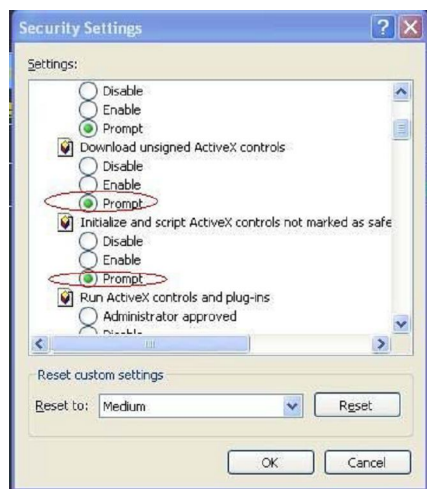 Security Settings
Settings:
Disable
Enable
Prompt
Download unsigned ActiveX controls
Disable
Enable
Prompt
Initialize and script ActiveX controls not marked as safe
Disable
Enable
Prompt
Run ActiveX controls and plug-ins
Administrator approved
Disable
Reset custom settings
Reset to: Medium Reset
OK Cancel